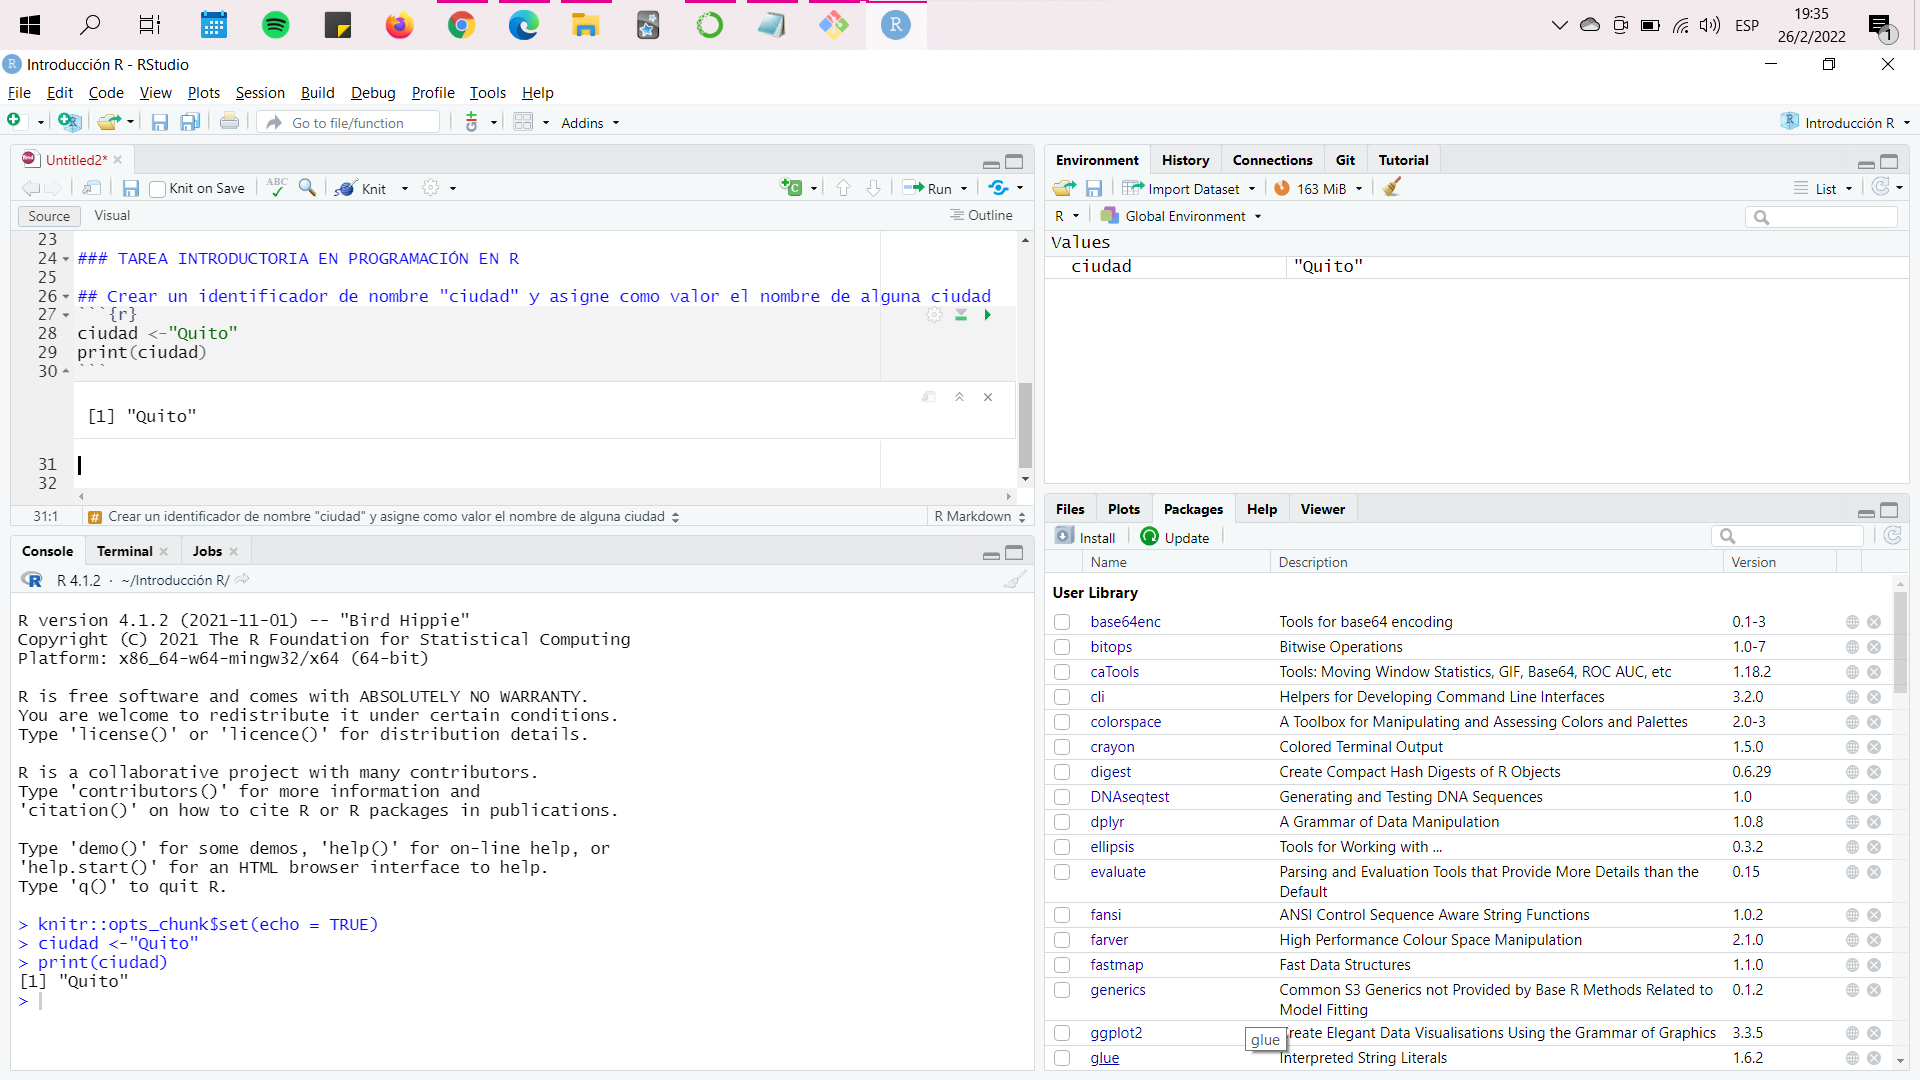 ESP
19:35
26/2/2022
1
Introducción R - RStudio
File Edit Code View Plots Session Build Debug Profile Tools Help
Go to file/function
Addins
Introducción R
Untitled2*
Knit on Save
ABC
Knit
Run
Source
Visual
Outline
23
24 ### TAREA INTRODUCTORIA EN PROGRAMACIÓN EN R
25
26 ## Crear un identificador de nombre "ciudad" y asigne como valor el nombre de alguna ciudad
27 ```{r}
28 ciudad <-"Quito"
29 print(ciudad)
30 ```
[1] "Quito"
31
32
31:1
# Crear un identificador de nombre "ciudad" y asigne como valor el nombre de alguna ciudad
R Markdown
Console Terminal Jobs
R 4.1.2 · ~/Introducción R/
R version 4.1.2 (2021-11-01) -- "Bird Hippie"
Copyright (C) 2021 The R Foundation for Statistical Computing
Platform: x86_64-w64-mingw32/x64 (64-bit)
R is free software and comes with ABSOLUTELY NO WARRANTY.
You are welcome to redistribute it under certain conditions.
Type 'license()' or 'licence()' for distribution details.
R is a collaborative project with many contributors.
Type 'contributors()' for more information and
'citation()' on how to cite R or R packages in publications.
Type 'demo()' for some demos, 'help()' for on-line help, or
'help.start()' for an HTML browser interface to help.
Type 'q()' to quit R.
> knitr::opts_chunk$set(echo = TRUE)
> ciudad <-"Quito"
> print(ciudad)
[1] "Quito"
>
Environment History Connections Git Tutorial
Import Dataset
163 MiB
List
R
Global Environment
Values
ciudad "Quito"
Files Plots Packages Help Viewer
Install
Update
Name Description Version
User Library
base64enc Tools for base64 encoding 0.1-3
bitops Bitwise Operations 1.0-7
caTools Tools: Moving Window Statistics, GIF, Base64, ROC AUC, etc 1.18.2
cli Helpers for Developing Command Line Interfaces 3.2.0
colorspace A Toolbox for Manipulating and Assessing Colors and Palettes 2.0-3
crayon Colored Terminal Output 1.5.0
digest Create Compact Hash Digests of R Objects 0.6.29
DNAseqtest Generating and Testing DNA Sequences 1.0
dplyr A Grammar of Data Manipulation 1.0.8
ellipsis Tools for Working with ... 0.3.2
evaluate Parsing and Evaluation Tools that Provide More Details than the 0.15
Default
fansi ANSI Control Sequence Aware String Functions 1.0.2
farver High Performance Colour Space Manipulation 2.1.0
fastmap Fast Data Structures 1.1.0
generics Common S3 Generics not Provided by Base R Methods Related to 0.1.2
Model Fitting
ggplot2 Create Elegant Data Visualisations Using the Grammar of Graphics 3.3.5
glue
glue Interpreted String Literals 1.6.2